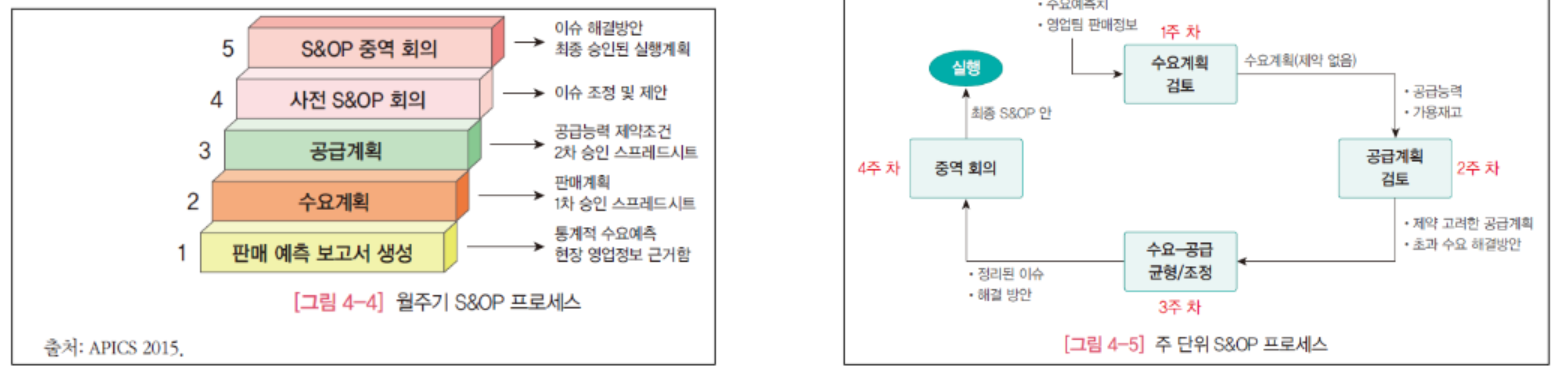 5
S&OP 중역 회의
이슈 해결방안
최종 승인된 실행계획
4
사전 S&OP 회의
이슈 조정 및 제안
3
공급계획
공급능력 제약조건
2차 승인 스프레드시트
2
수요계획
판매계획
1차 승인 스프레드시트
1
판매 예측 보고서 생성
통계적 수요예측
현장 영업정보 근거함
[그림 4-4] 월주기 S&OP 프로세스
출처: APICS 2015.
• 수요예측치
• 영업팀 판매정보
1주 차
수요계획
검토
수요계획(제약 없음)
• 공급능력
• 가용재고
공급계획
검토
2주 차
• 제약 고려한 공급계획
• 초과 수요 해결방안
수요-공급
균형/조정
3주 차
• 정리된 이슈
• 해결 방안
4주 차
중역 회의
최종 S&OP 안
실행
[그림 4-5] 주 단위 S&OP 프로세스